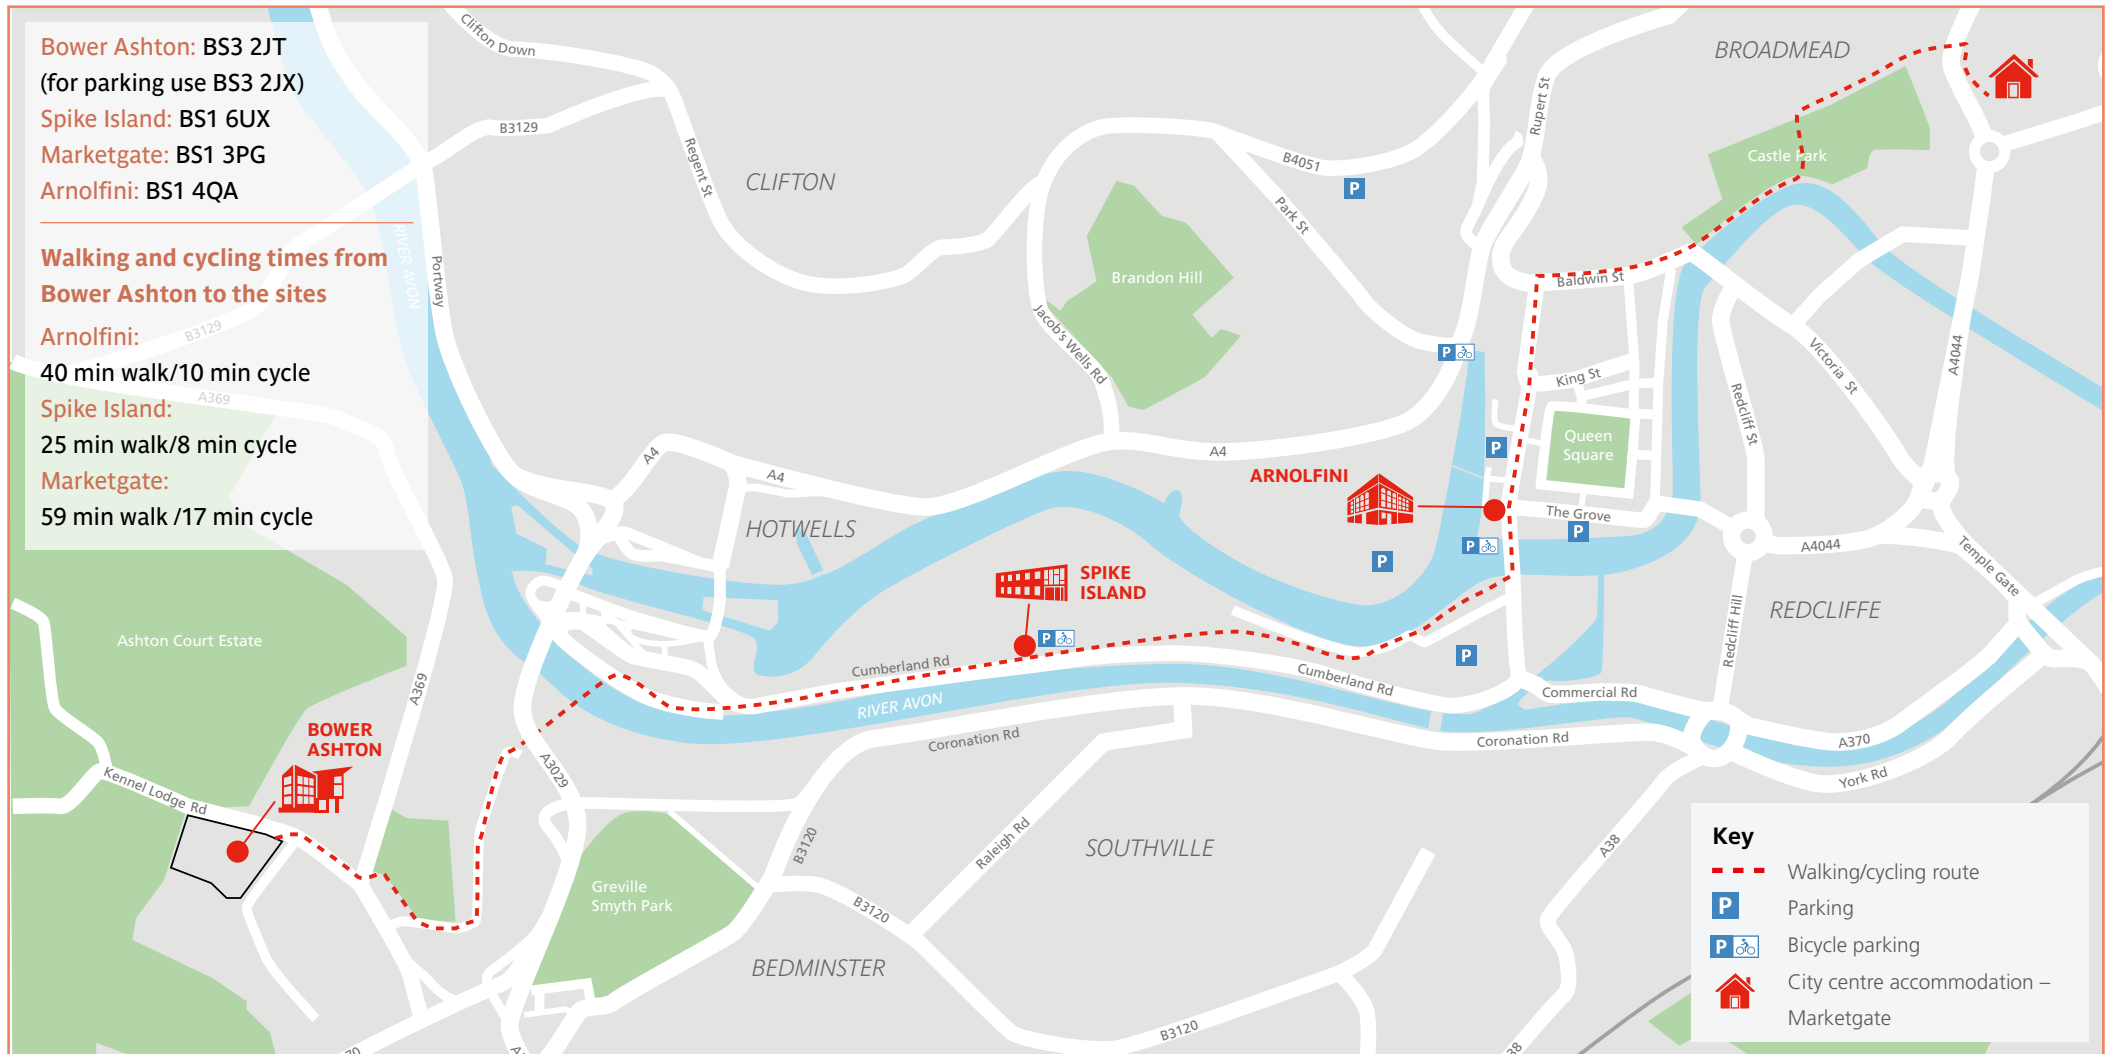 Bower Ashton: BS3 2JT
(for parking use BS3 2JX)
Spike Island: BS1 6UX
Marketgate: BS1 3PG
Arnolfini: BS1 4QA
Walking and cycling times from
Bower Ashton to the sites
Arnolfini:
40 min walk/10 min cycle
Spike Island:
25 min walk/8 min cycle
Marketgate:
59 min walk /17 min cycle
Clifton Down
B3129
Regent St
CLIFTON
B4051
P
Park St
Rupert St
BROADMEAD
Castle Park
RIVER AVON
Portway
B3129
A369
Brandon Hill
Jacob's Wells Rd
Baldwin St
P
King St
Queen
Square
Redcliff St
Victoria St
A4044
A4
A4
A4
P
ARNOLFINI
The Grove
P
P
P
A4044
Temple Gate
HOTWELLS
SPIKE
ISLAND
P
REDCLIFFE
Redcliff Hill
Ashton Court Estate
A369
Cumberland Rd
RIVER AVON
Cumberland Rd
P
Commercial Rd
BOWER
ASHTON
Kennel Lodge Rd
A3029
Coronation Rd
Coronation Rd
A370
York Rd
B3120
Raleigh Rd
SOUTHVILLE
A38
Greville
Smyth Park
B3120
BEDMINSTER
B3120
Key
Walking/cycling route
P
Parking
P
Bicycle parking
City centre accommodation –
Marketgate